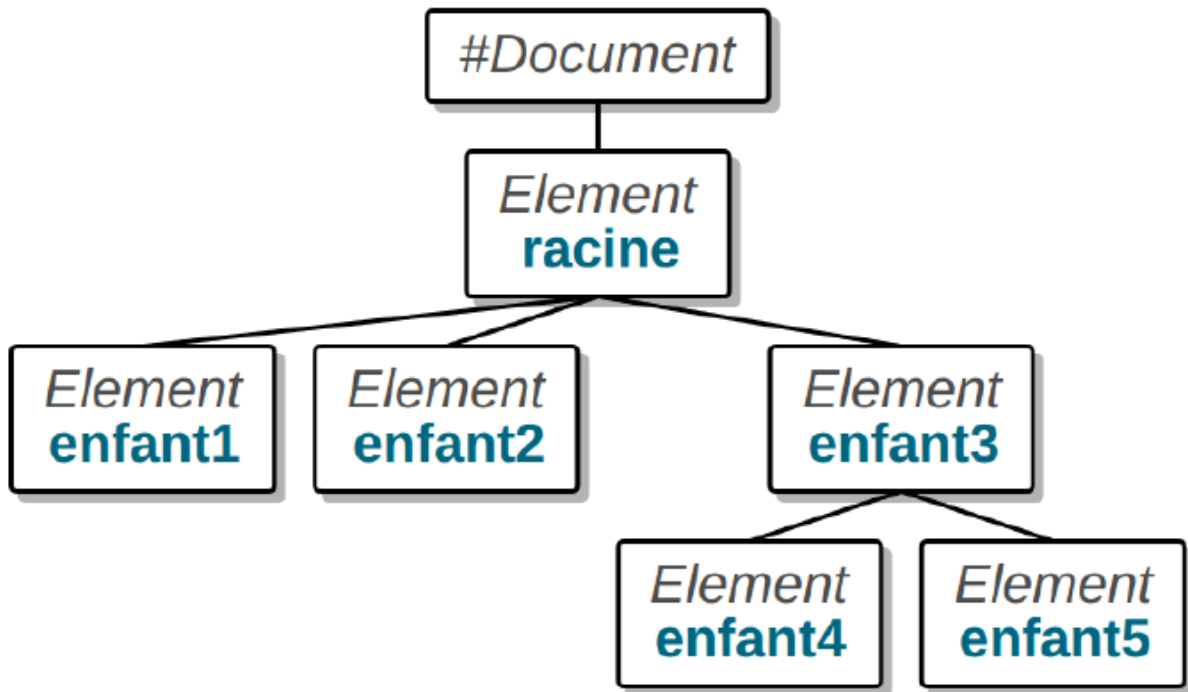 #Document
Element
racine
Element
enfant1
Element
enfant2
Element
enfant3
Element
enfant4
Element
enfant5